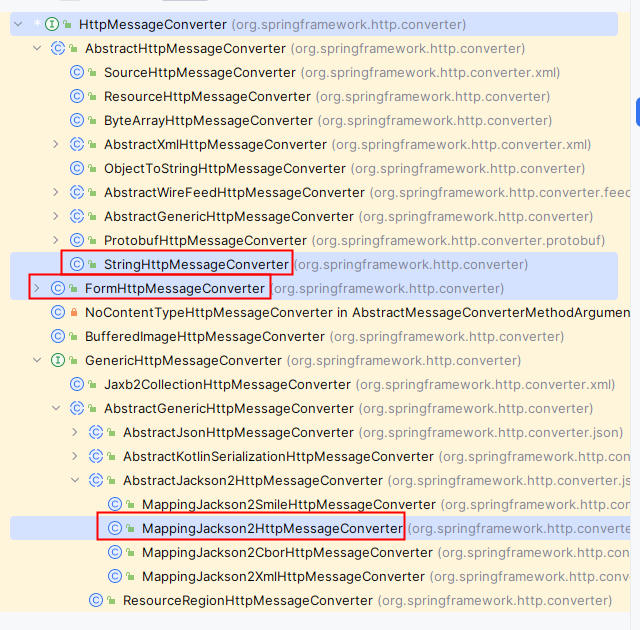 HttpMessageConverter (org.springframework.http.converter)
AbstractHttpMessageConverter (org.springframework.http.converter)
SourceHttpMessageConverter (org.springframework.http.converter.xml)
ResourceHttpMessageConverter (org.springframework.http.converter)
ByteArrayHttpMessageConverter (org.springframework.http.converter)
AbstractXmlHttpMessageConverter (org.springframework.http.converter.xml)
ObjectToStringHttpMessageConverter (org.springframework.http.converter)
AbstractWireFeedHttpMessageConverter (org.springframework.http.converter.feed
AbstractGenericHttpMessageConverter (org.springframework.http.converter)
ProtobufHttpMessageConverter (org.springframework.http.converter.protobuf)
StringHttpMessageConverter (org.springframework.http.converter)
FormHttpMessageConverter (org.springframework.http.converter)
NoContentTypeHttpMessageConverter in AbstractMessageConverterMethodArgumen
BufferedImageHttpMessageConverter (org.springframework.http.converter)
GenericHttpMessageConverter (org.springframework.http.converter)
Jaxb2CollectionHttpMessageConverter (org.springframework.http.converter.xml)
AbstractGenericHttpMessageConverter (org.springframework.http.converter)
AbstractJsonHttpMessageConverter (org.springframework.http.converter.json)
AbstractKotlinSerializationHttpMessageConverter (org.springframework.http.con
AbstractJackson2HttpMessageConverter (org.springframework.http.converter.js
MappingJackson2SmileHttpMessageConverter (org.springframework.http.cor
MappingJackson2HttpMessageConverter (org.springframework.http.converte
MappingJackson2CborHttpMessageConverter (org.springframework.http.con
MappingJackson2XmlHttpMessageConverter (org.springframework.http.conv
ResourceRegionHttpMessageConverter (org.springframework.http.converter)